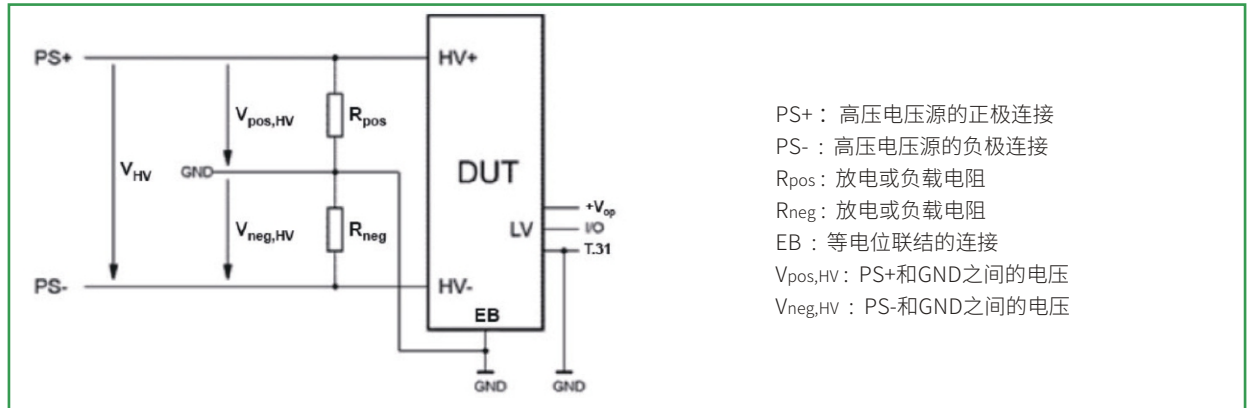 PS+
HV+
Vpos,HV
Rpos
VHV
GND
DUT
Vneg,HV
Rneg
+Vop
LV
I/O
T.31
PS-
HV-
EB
GND
GND
PS+：高压电压源的正极连接
PS-：高压电压源的负极连接
Rpos：放电或负载电阻
Rneg：放电或负载电阻
EB：等电位联结的连接
Vpos,HV：PS+和GND之间的电压
Vneg,HV：PS-和GND之间的电压